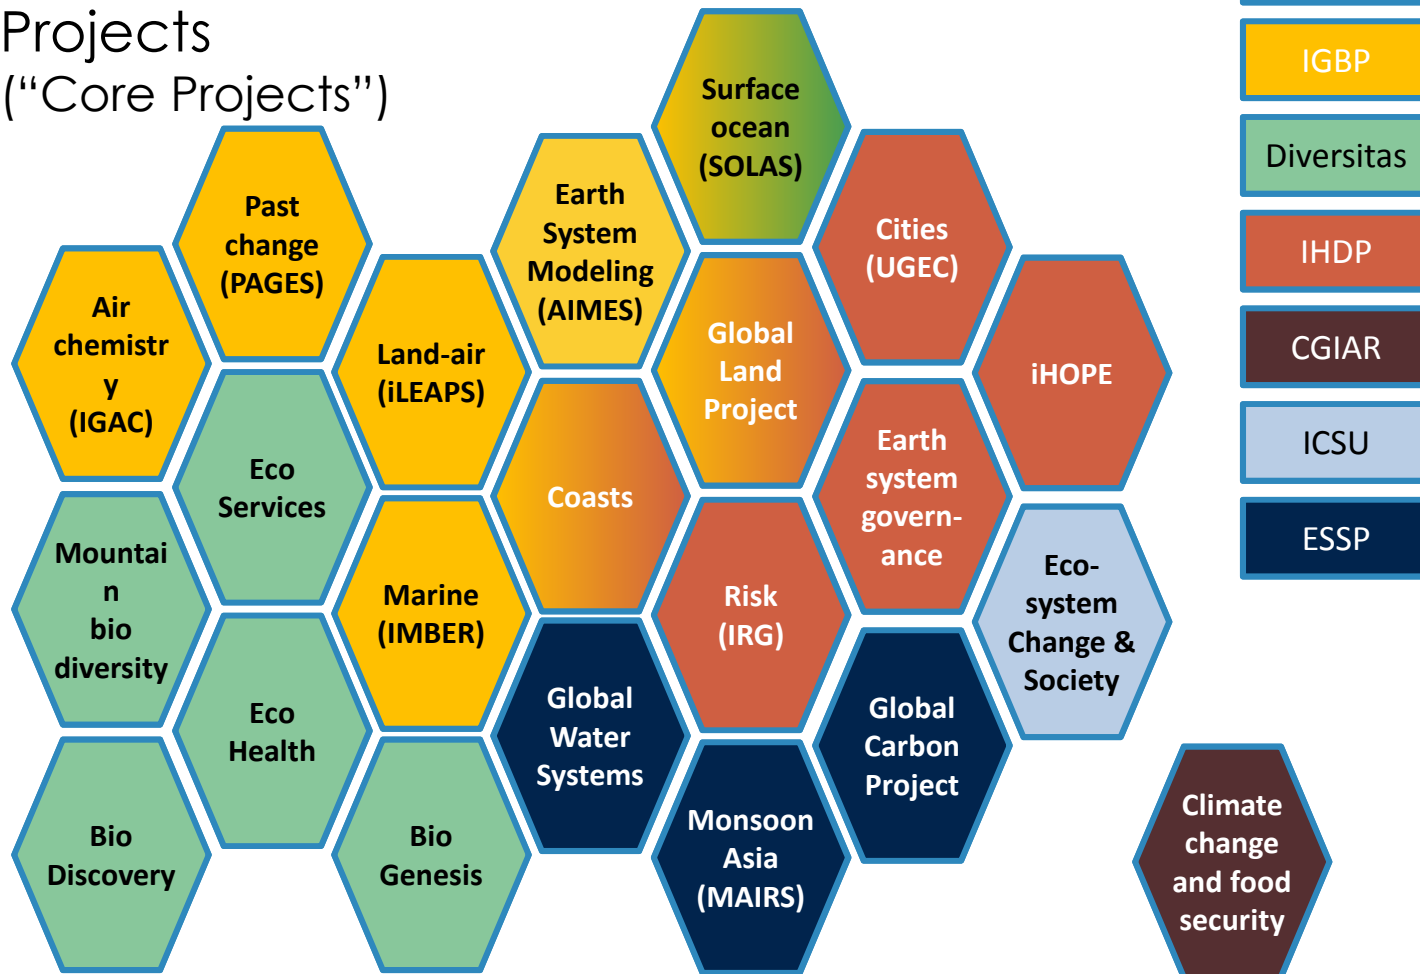 Projects
(“Core Projects”)
Surface
ocean
(SOLAS)
IGBP
Diversitas
IHDP
CGIAR
ICSU
ESSP
Past
change
(PAGES)
Earth
System
Modeling
(AIMES)
Cities
(UGEC)
Air
chemistr
y
(IGAC)
Land-air
(iLEAPS)
Global
Land
Project
iHOPE
Eco
Services
Coasts
Earth
system
govern-
ance
Mountai
n
bio
diversity
Marine
(IMBER)
Risk
(IRG)
Eco-
system
Change &
Society
Eco
Health
Global
Water
Systems
Global
Carbon
Project
Bio
Discovery
Bio
Genesis
Monsoon
Asia
(MAIRS)
Climate
change
and food
security